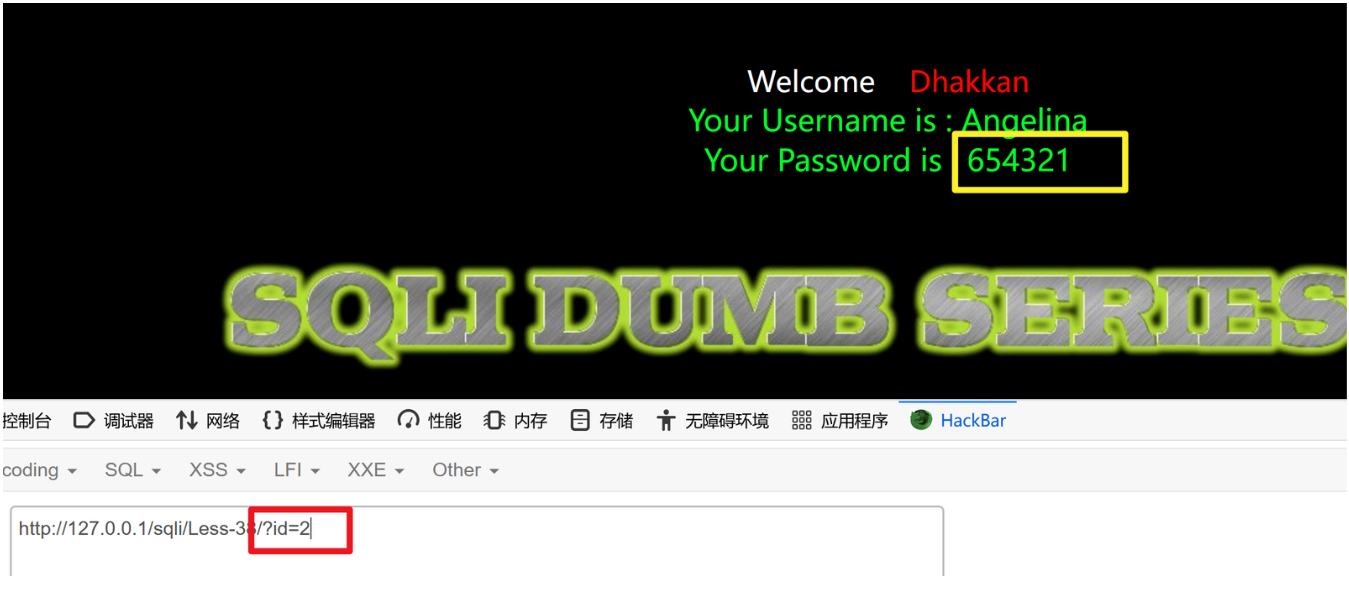 Welcome Dhakkan
Your Username is : Angelina
Your Password is 654321
SQLI DUMB SERIES
控制台 调试器 网络 {} 样式编辑器 性能 内存 存储 无障碍环境 应用程序 HackBar
coding SQL XSS LFI XXE Other
http://127.0.0.1/sqli/Less-38/?id=2